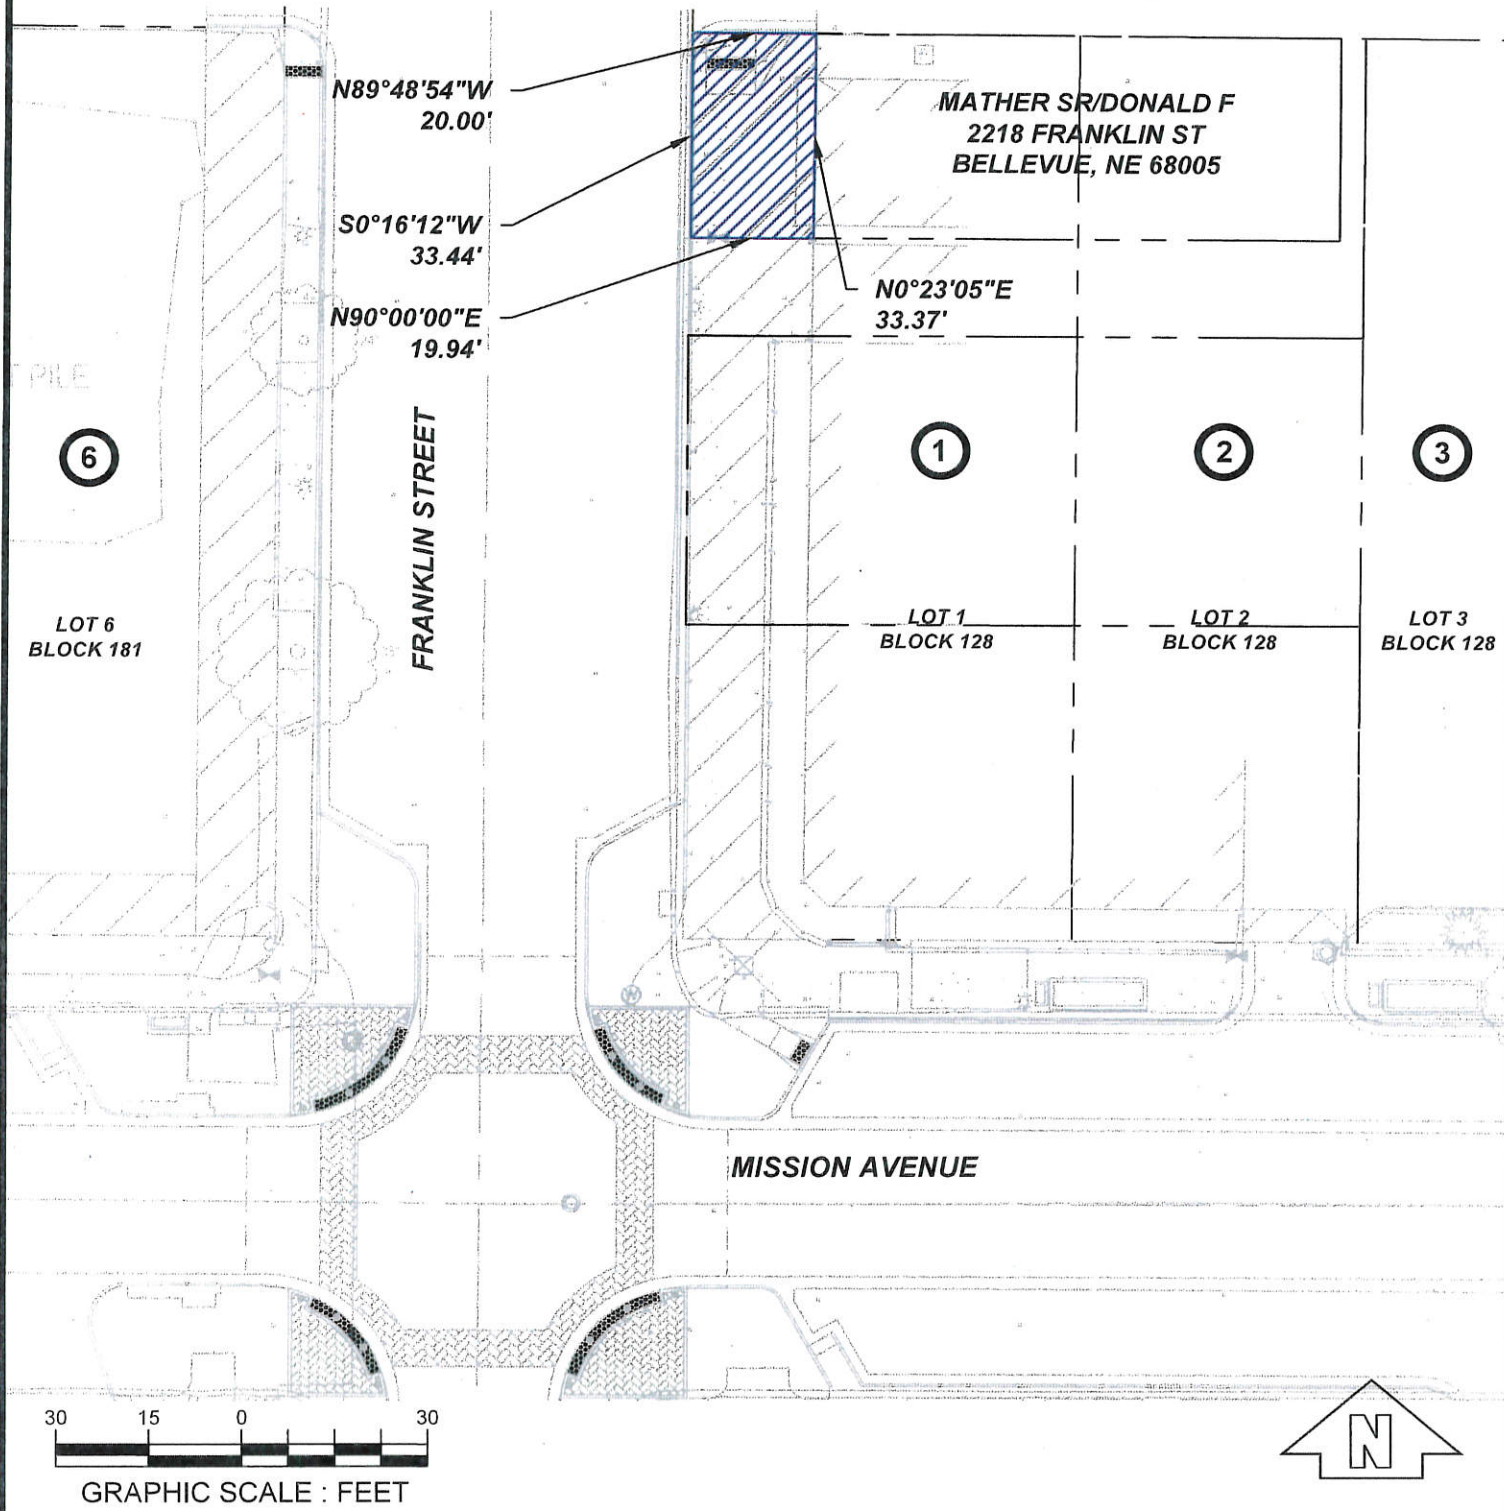 N89°48'54"W
20.00'
MATHER SR/DONALD F
2218 FRANKLIN ST
BELLEVUE, NE 68005
S0°16'12"W
33.44'
N90°00'00"E
19.94'
N0°23'05"E
33.37'
PILE
6
1
2
3
FRANKLIN STREET
LOT 6
BLOCK 181
LOT 1
BLOCK 128
LOT 2
BLOCK 128
LOT 3
BLOCK 128
W
MISSION AVENUE
30 15 0 30
GRAPHIC SCALE : FEET
N